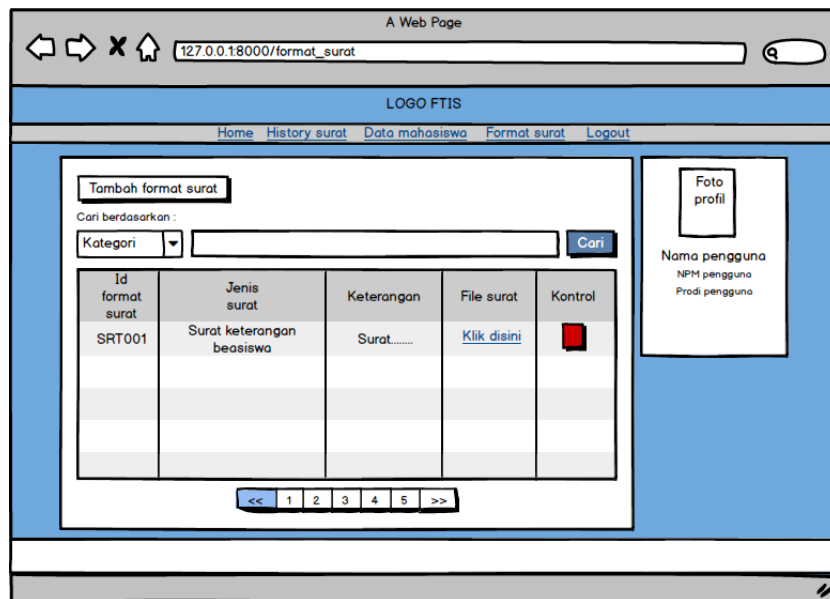 A Web Page
127.0.0.1:8000/format_surat
LOGO FTIS
Home History surat Data mahasiswa Format surat Logout
Tambah format surat
Cari berdasarkan :
Kategori
Cari
Id format surat
Jenis surat
Keterangan
File surat
Kontrol
SRT001
Surat keterangan beasiswa
Surat........
Klik disini
<< 1 2 3 4 5 >>
Foto
profil
Nama pengguna
NPM pengguna
Prodi pengguna